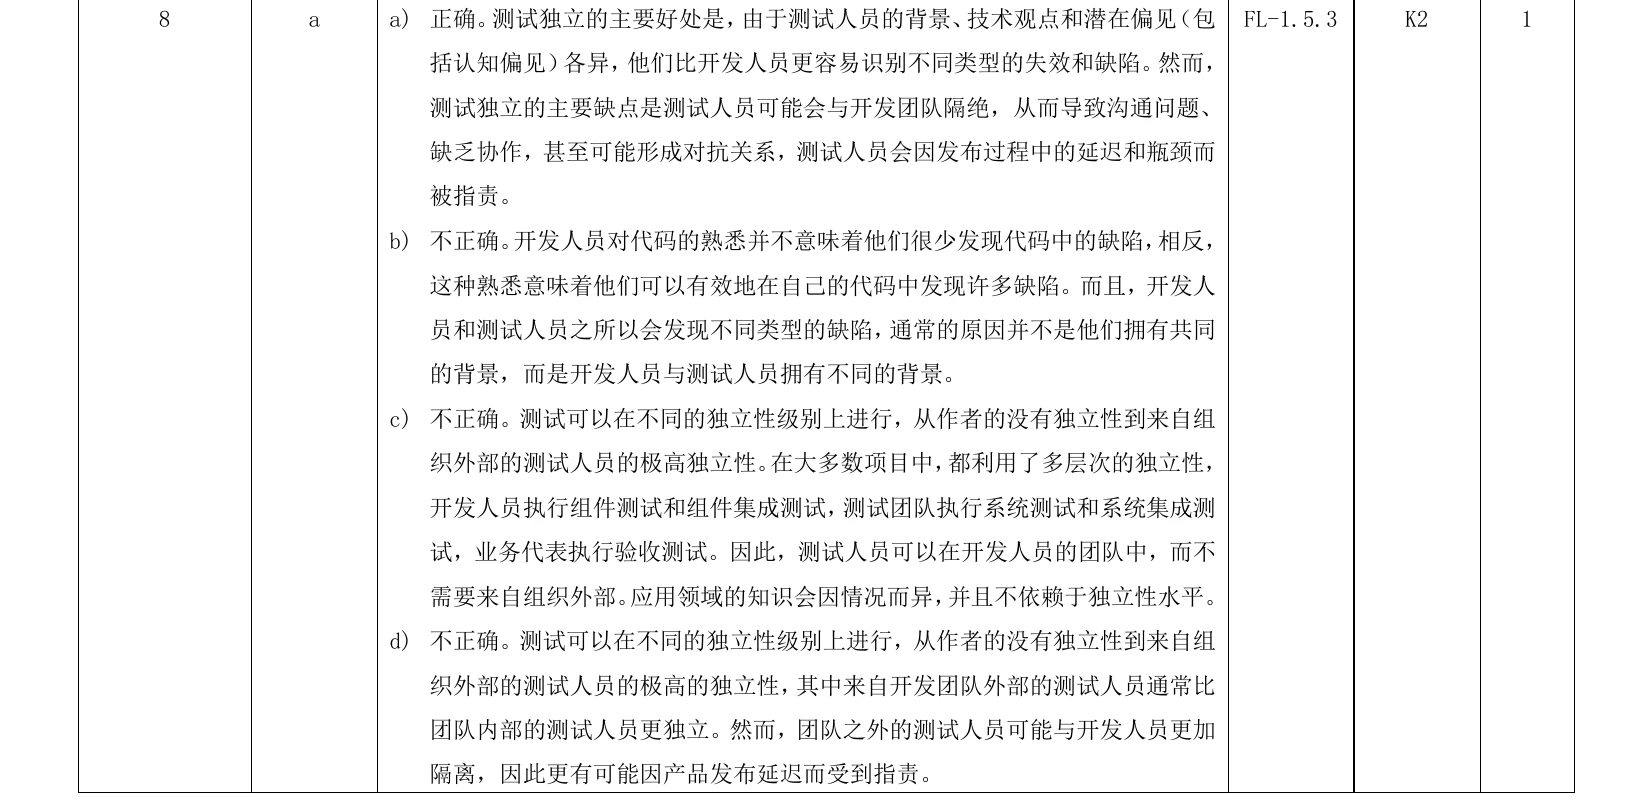 8
a
a) 正确。测试独立的主要好处是，由于测试人员的背景、技术观点和潜在偏见（包
括认知偏见）各异，他们比开发人员更容易识别不同类型的失效和缺陷。然而，
测试独立的主要缺点是测试人员可能会与开发团队隔绝，从而导致沟通问题、
缺乏协作，甚至可能形成对抗关系，测试人员会因发布过程中的延迟和瓶颈而
被指责。
b) 不正确。开发人员对代码的熟悉并不意味着他们很少发现代码中的缺陷，相反，
这种熟悉意味着他们可以有效地在自己的代码中发现许多缺陷。而且，开发人
员和测试人员之所以会发现不同类型的缺陷，通常的原因并不是他们拥有共同
的背景，而是开发人员与测试人员拥有不同的背景。
c) 不正确。测试可以在不同的独立性级别上进行，从作者的没有独立性到来自组
织外部的测试人员的极高独立性。在大多数项目中，都利用了多层次的独立性，
开发人员执行组件测试和组件集成测试，测试团队执行系统测试和系统集成测
试，业务代表执行验收测试。因此，测试人员可以在开发人员的团队中，而不
需要来自组织外部。应用领域的知识会因情况而异，并且不依赖于独立性水平。
d) 不正确。测试可以在不同的独立性级别上进行，从作者的没有独立性到来自组
织外部的测试人员的极高的独立性，其中来自开发团队外部的测试人员通常比
团队内部的测试人员更独立。然而，团队之外的测试人员可能与开发人员更加
隔离，因此更有可能因产品发布延迟而受到指责。
FL-1.5.3
K2
1